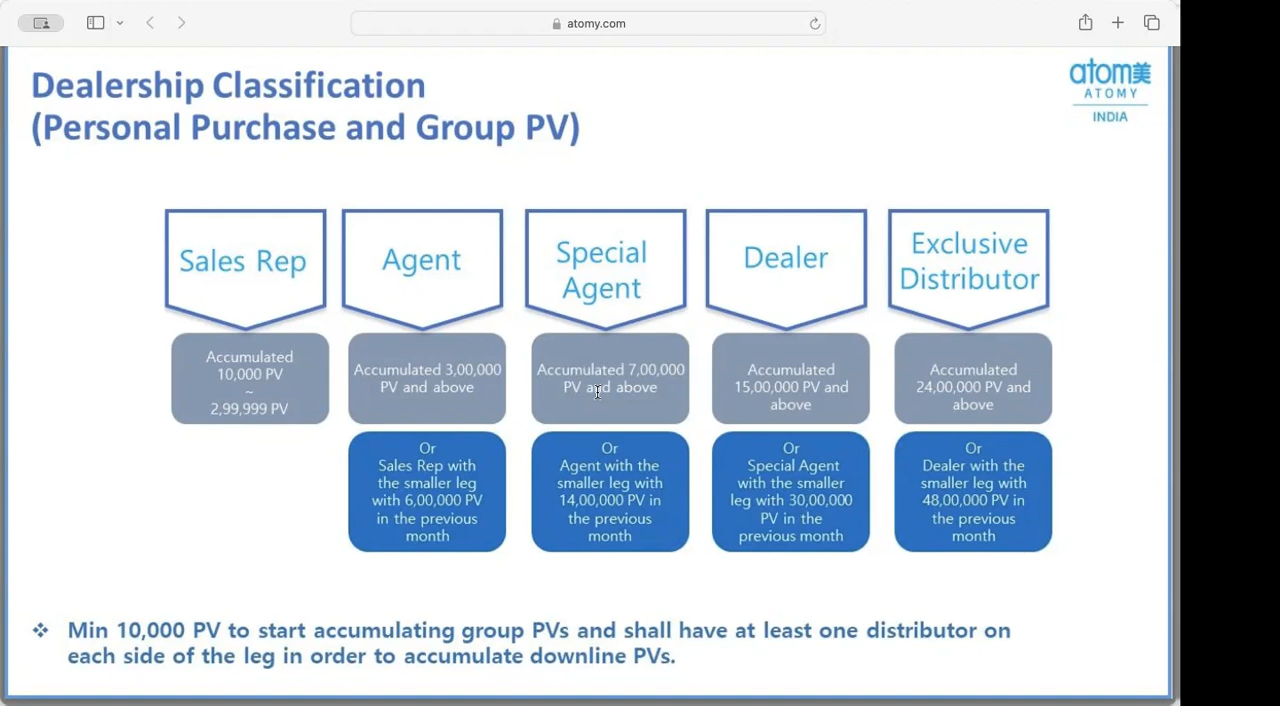 atomy.com
Dealership Classification
(Personal Purchase and Group PV)
atom美
ATOMY
INDIA
Sales Rep
Agent
Special
Agent
Dealer
Exclusive
Distributor
Accumulated
10,000 PV
~
2,99,999 PV
Accumulated 3,00,000
PV and above
Accumulated 7,00,000
PV and above
Accumulated
15,00,000 PV and
above
Accumulated
24,00,000 PV and
above
Or
Sales Rep with
the smaller leg
with 6,00,000 PV
in the previous
month
Or
Agent with the
smaller leg with
14,00,000 PV in
the previous
month
Or
Special Agent
with the smaller
leg with 30,00,000
PV in the
previous month
Or
Dealer with the
smaller leg with
48,00,000 PV in
the previous
month
❖ Min 10,000 PV to start accumulating group PVs and shall have at least one distributor on
each side of the leg in order to accumulate downline PVs.